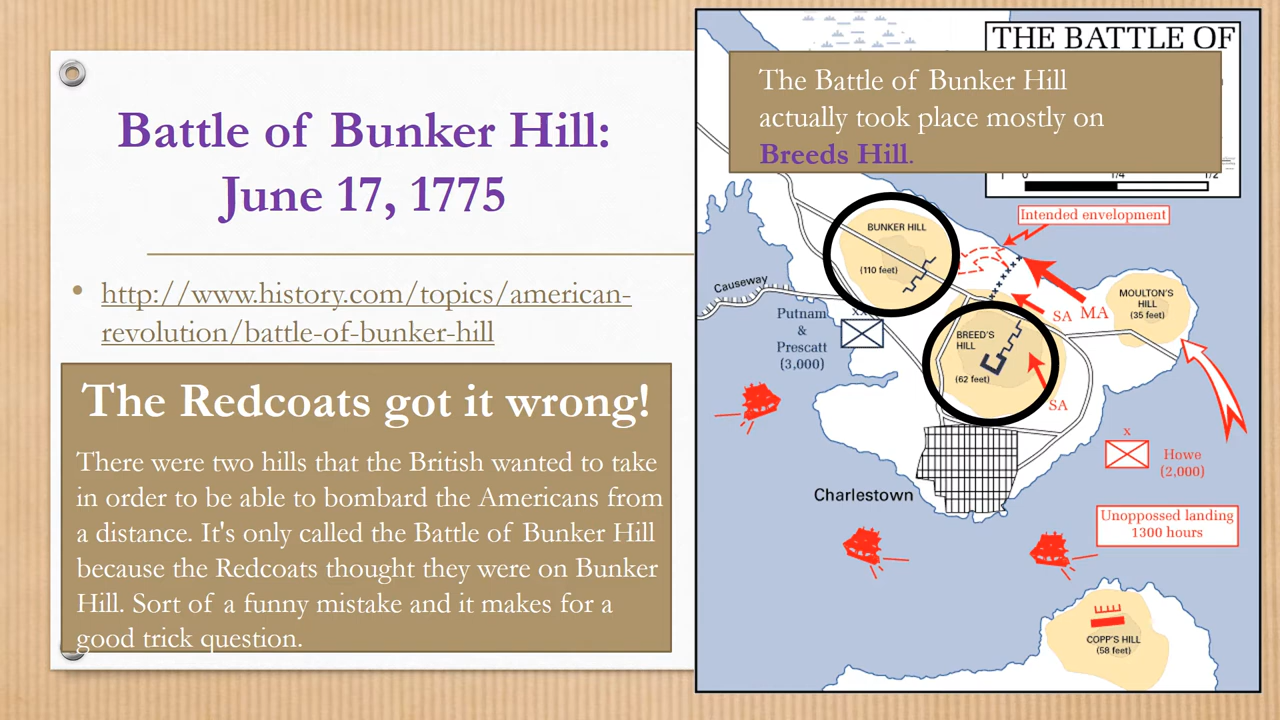 Battle of Bunker Hill:
June 17, 1775
• http://www.history.com/topics/american-
revolution/battle-of-bunker-hill
The Redcoats got it wrong!
There were two hills that the British wanted to take
in order to be able to bombard the Americans from
a distance. It's only called the Battle of Bunker Hill
because the Redcoats thought they were on Bunker
Hill. Sort of a funny mistake and it makes for a
good trick question.
THE BATTLE OF
The Battle of Bunker Hill
actually took place mostly on
Breeds Hill.
0 1/4 1/2
Intended envelopment
BUNKER HILL
(110 feet)
Causeway
MOULTON'S
HILL
(35 feet)
SA MA
Putnam
&
Prescatt
(3,000)
xx
BREED'S
HILL
(62 feet)
SA
x
Howe
(2,000)
Charlestown
Unoppossed landing
1300 hours
COPP'S HILL
(58 feet)